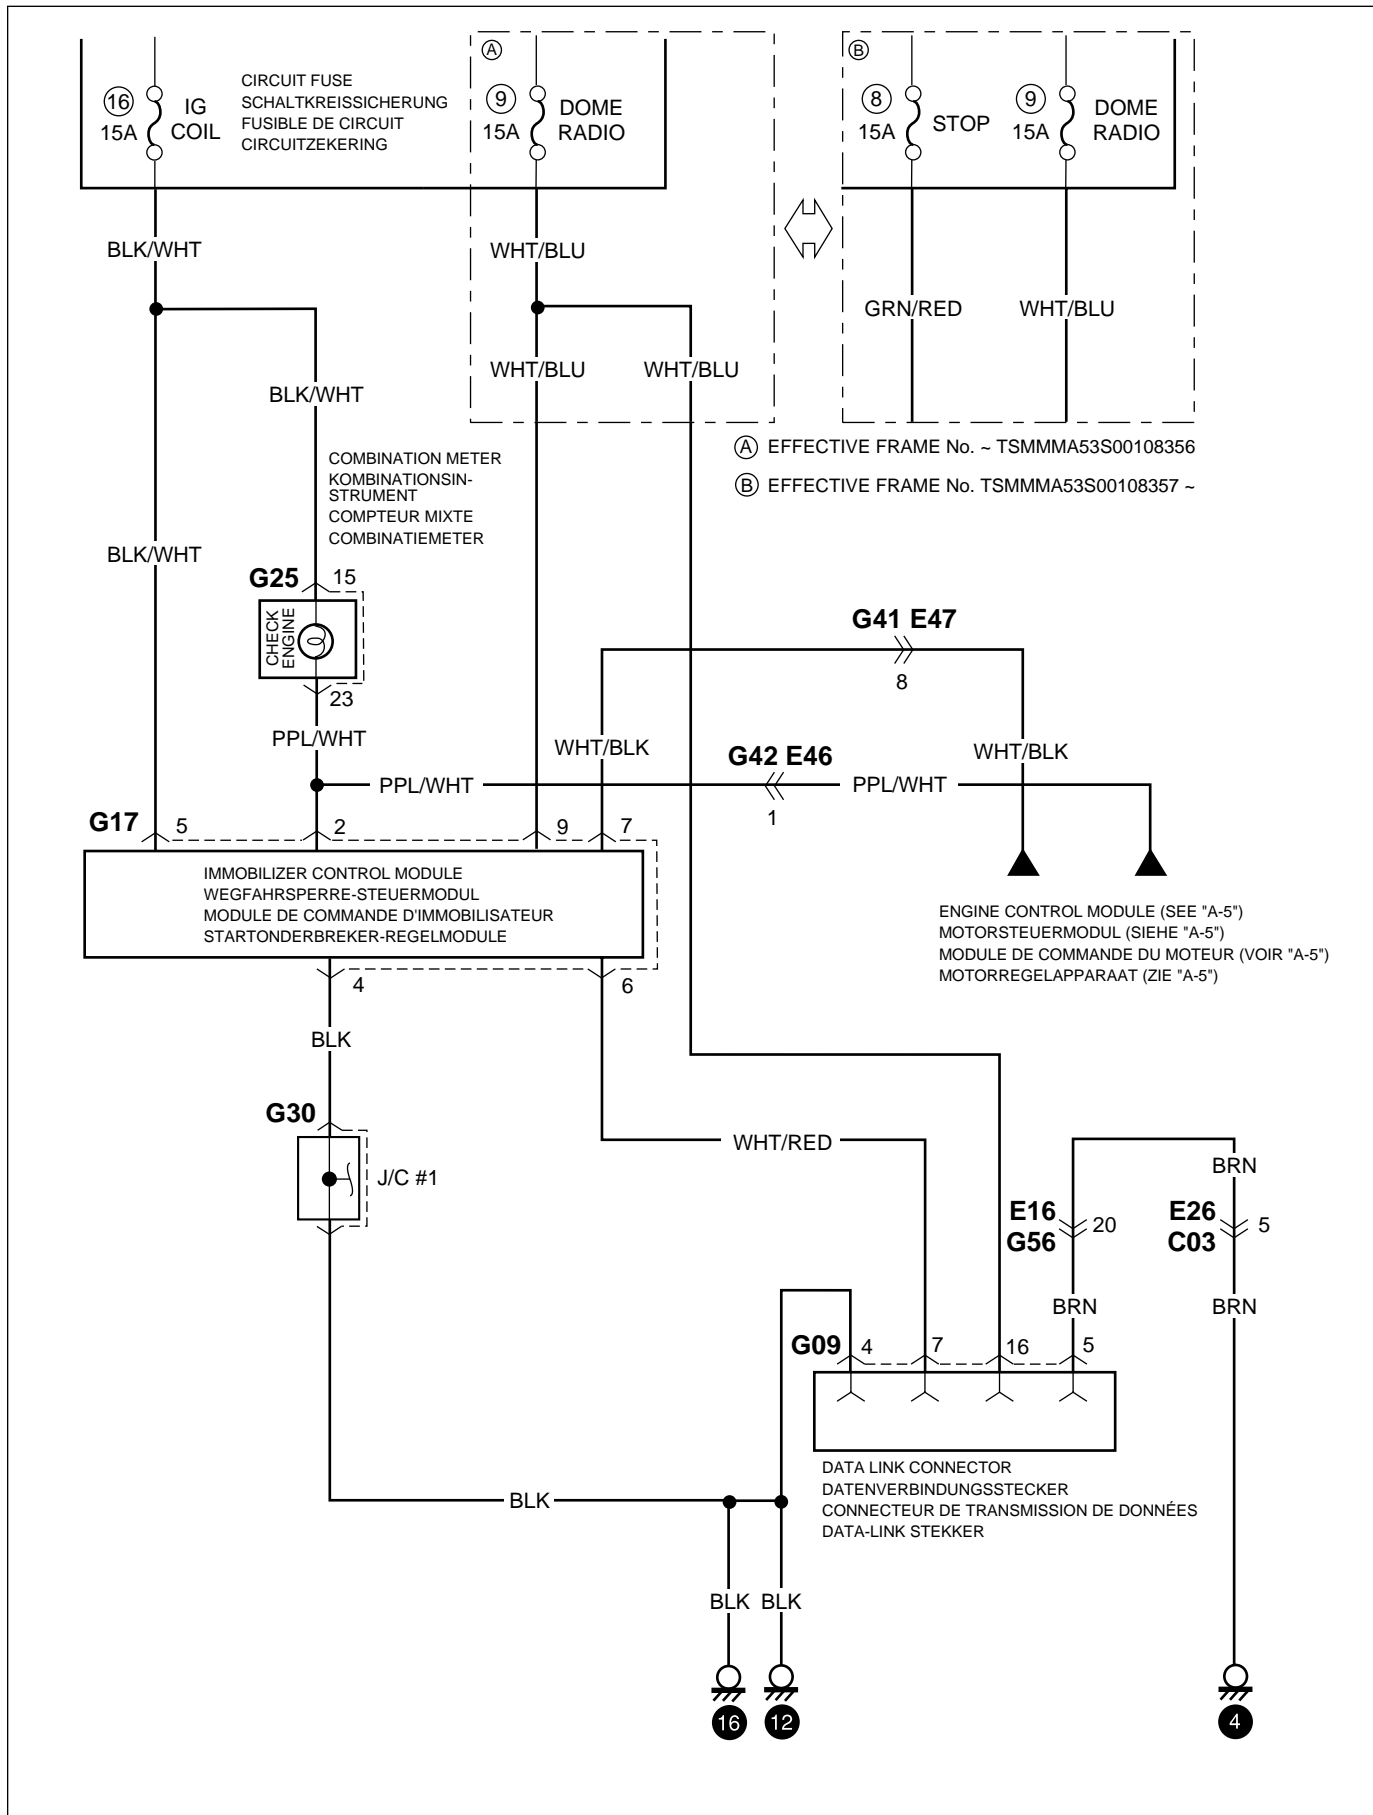 A
B
16
15A
IG
COIL
CIRCUIT FUSE
SCHALTKREISSICHERUNG
FUSIBLE DE CIRCUIT
CIRCUITZEKERING
9
15A
DOME
RADIO
8
15A
STOP
9
15A
DOME
RADIO
BLK/WHT
WHT/BLU
GRN/RED
WHT/BLU
BLK/WHT
WHT/BLU
WHT/BLU
A EFFECTIVE FRAME No. ~ TSMMMA53S00108356
B EFFECTIVE FRAME No. TSMMMA53S00108357 ~
COMBINATION METER
KOMBINATIONSIN-
STRUMENT
COMPTEUR MIXTE
COMBINATIEMETER
BLK/WHT
G25 15
CHECK
ENGINE
23
G41 E47
8
PPL/WHT
WHT/BLK
WHT/BLK
G42 E46
PPL/WHT
PPL/WHT
1
G17 5 2 9 7
IMMOBILIZER CONTROL MODULE
WEGFAHRSPERRE-STEUERMODUL
MODULE DE COMMANDE D'IMMOBILISATEUR
STARTONDERBREKER-REGELMODULE
ENGINE CONTROL MODULE (SEE "A-5")
MOTORSTEUERMODUL (SIEHE "A-5")
MODULE DE COMMANDE DU MOTEUR (VOIR "A-5")
MOTORREGELAPPARAAT (ZIE "A-5")
4 6
BLK
G30
J/C #1
WHT/RED
BRN
E16
G56
20
E26
C03
5
BRN
BRN
G09 4 7 16 5
DATA LINK CONNECTOR
DATENVERBINDUNGSSTECKER
CONNECTEUR DE TRANSMISSION DE DONNÉES
DATA-LINK STEKKER
BLK
BLK BLK
16 12 4